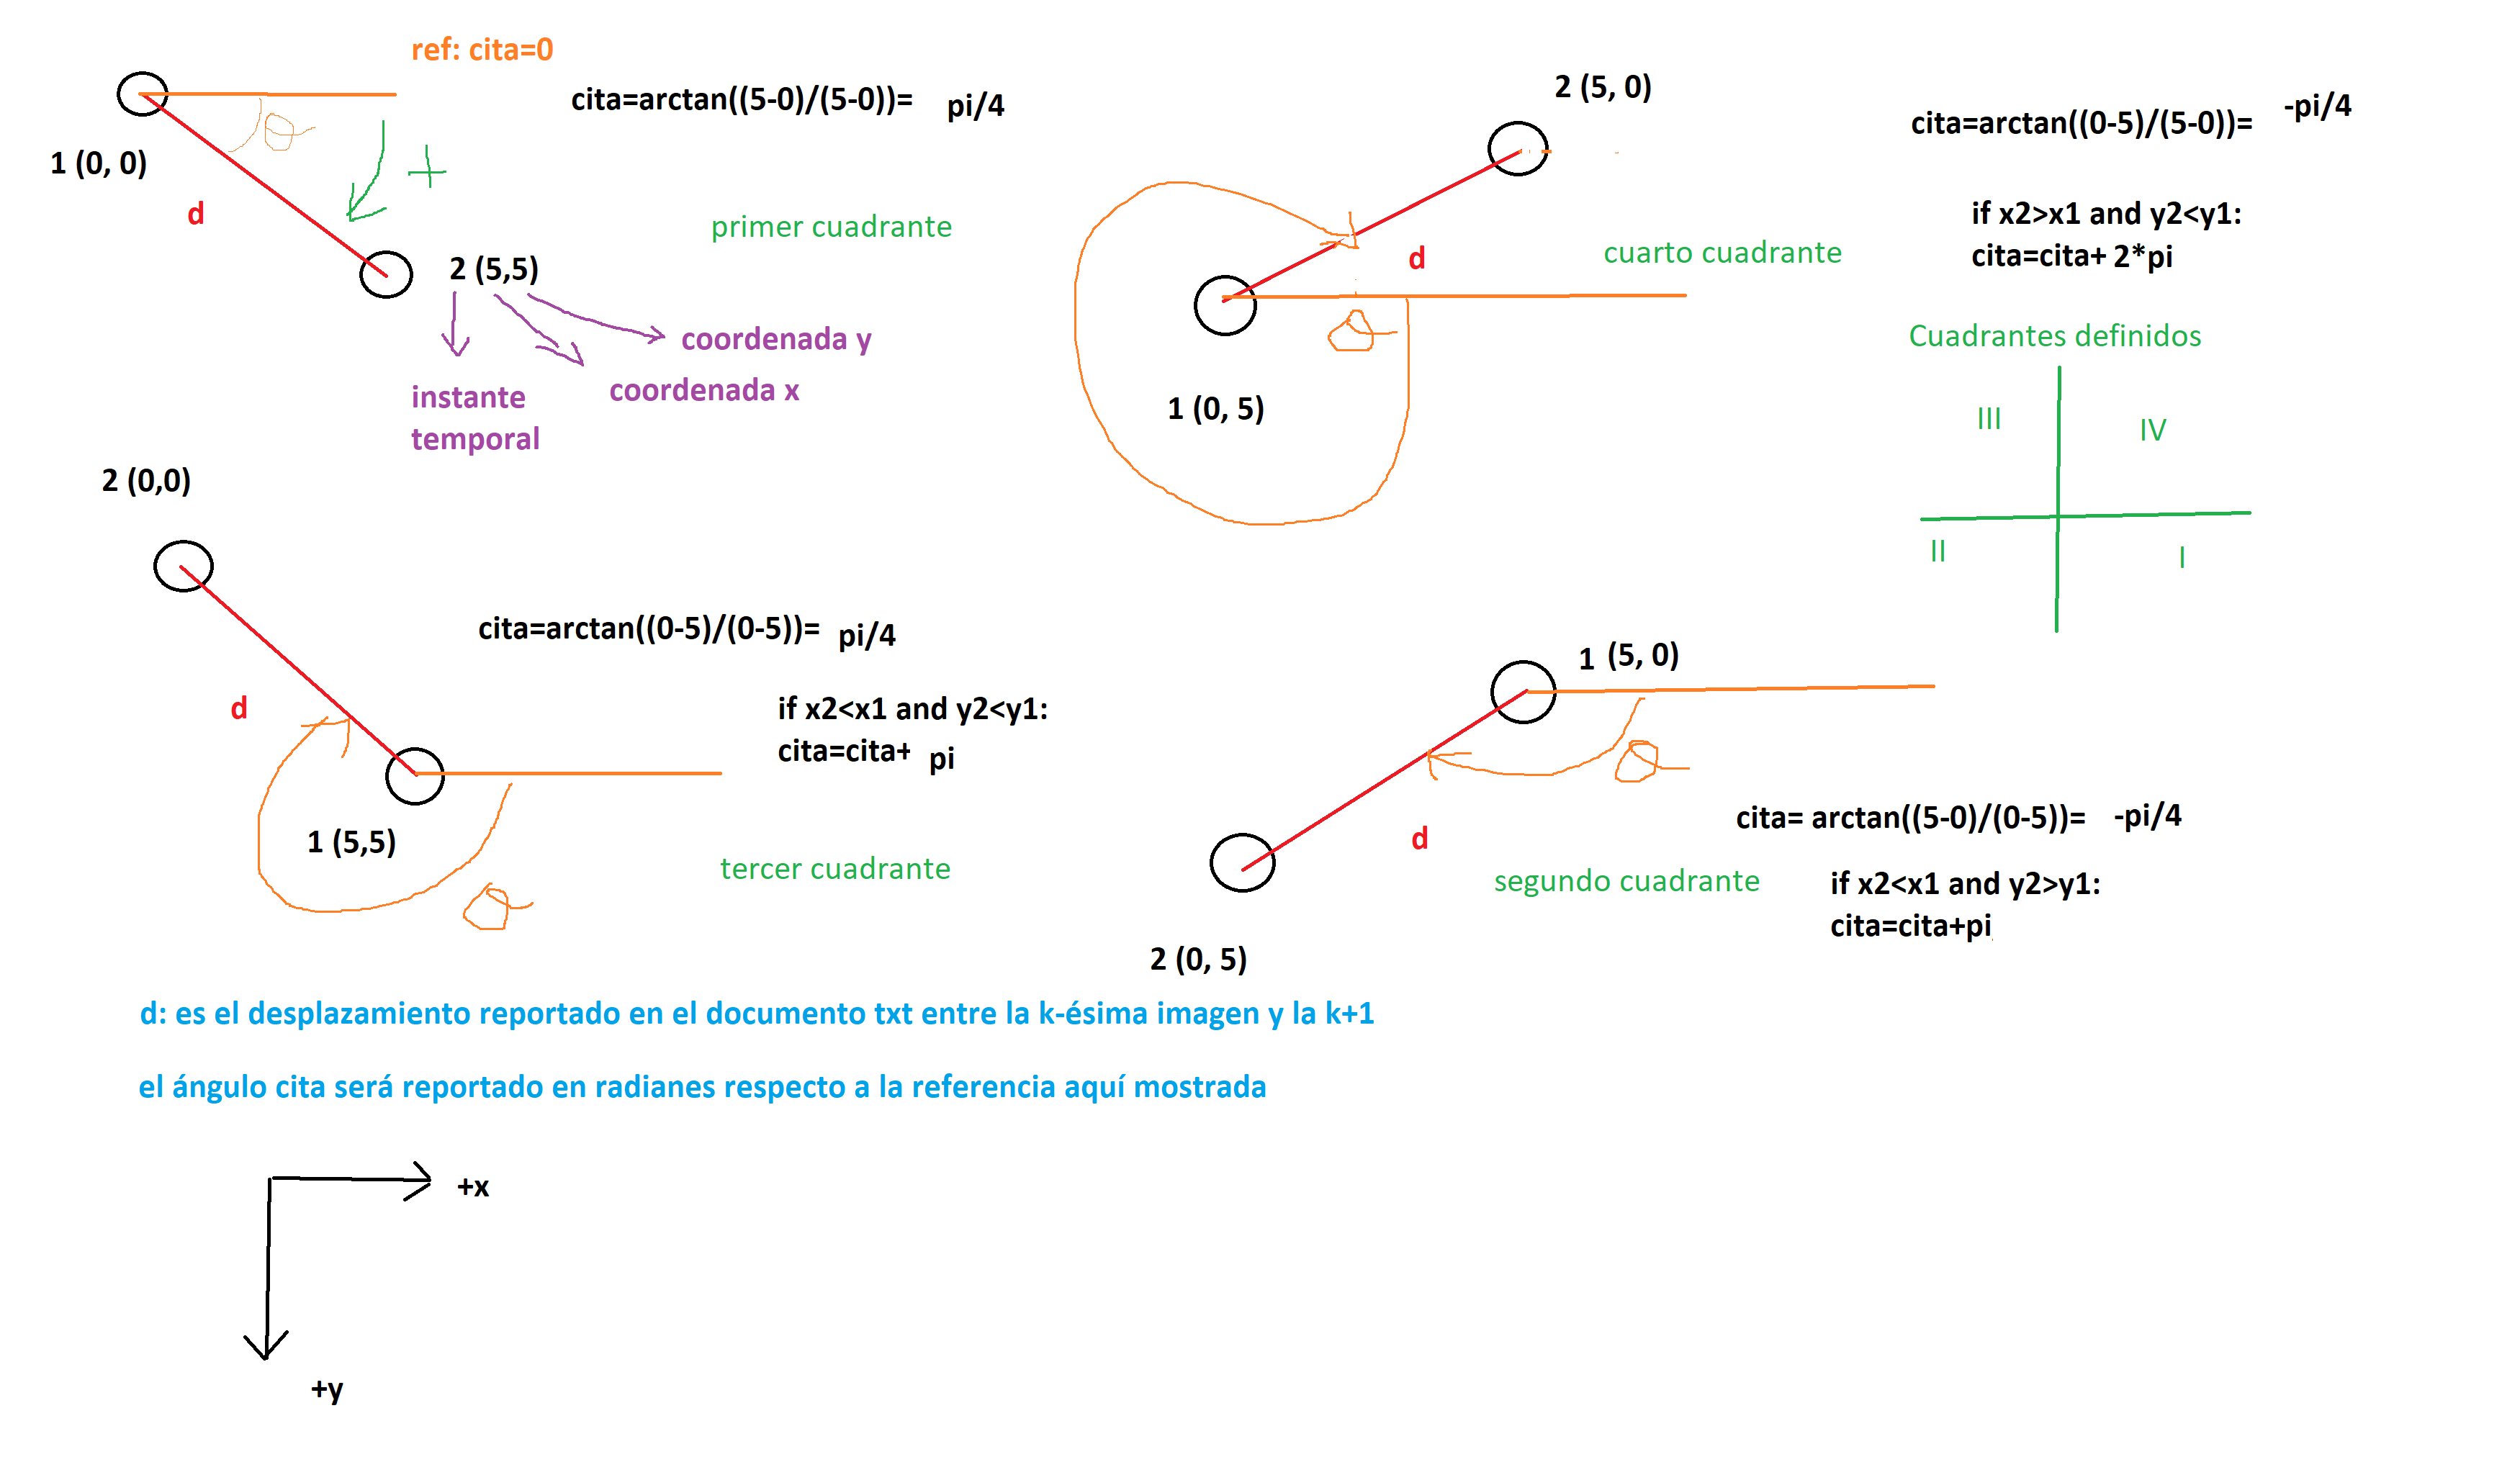 ref: cita=0
cita=arctan((5-0)/(5-0))= pi/4
1 (0, 0)
d
+
primer cuadrante
2 (5,5)
coordenada y
coordenada x
instante
temporal
2 (5, 0)
cita=arctan((0-5)/(5-0))= -pi/4
if x2>x1 and y2<y1:
cita=cita+ 2*pi
d
cuarto cuadrante
1 (0, 5)
Cuadrantes definidos
III
IV
II
I
2 (0,0)
cita=arctan((0-5)/(0-5))= pi/4
d
if x2<x1 and y2<y1:
cita=cita+ pi
1 (5,5)
tercer cuadrante
1 (5, 0)
cita= arctan((5-0)/(0-5))= -pi/4
d
segundo cuadrante
if x2<x1 and y2>y1:
cita=cita+pi
2 (0, 5)
d: es el desplazamiento reportado en el documento txt entre la k-ésima imagen y la k+1
el ángulo cita será reportado en radianes respecto a la referencia aquí mostrada
+x
+y